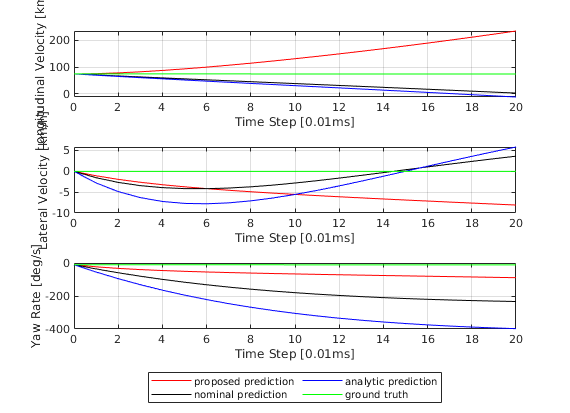 Longitudinal Velocity [km
200
100
0
0 2 4 6 8 10 12 14 16 18 20
Time Step [0.01ms]
Lateral Velocity [km/h]
5
0
-5
-10
0 2 4 6 8 10 12 14 16 18 20
Time Step [0.01ms]
Yaw Rate [deg/s]
0
-200
-400
0 2 4 6 8 10 12 14 16 18 20
Time Step [0.01ms]
proposed prediction analytic prediction
nominal prediction ground truth